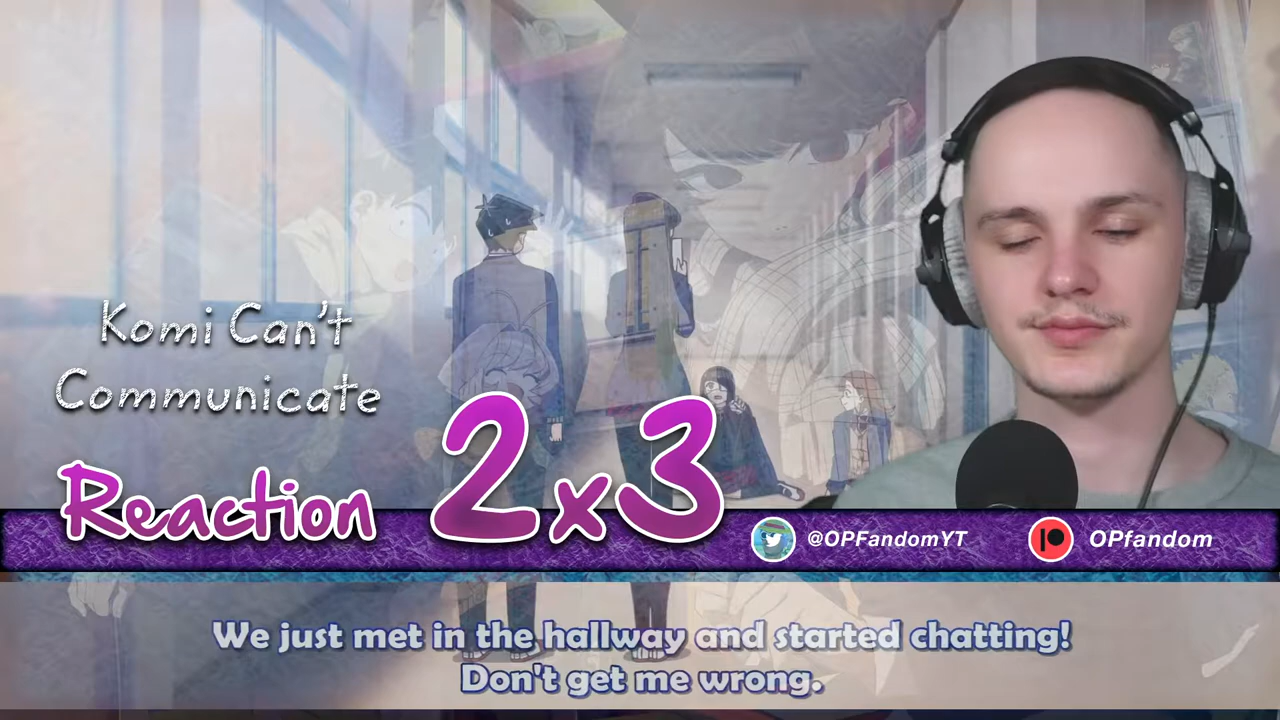 Komi Can't
Communicate
Reaction 2x3
@OPFandomYT
OPfandom
We just met in the hallway and started chatting!
Don't get me wrong.